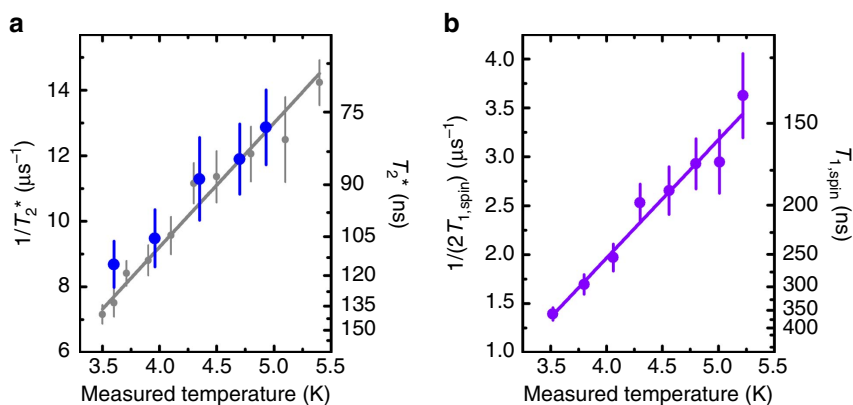 a
1/T₂* (μs⁻¹)
14
12
10
8
6
3.5 4.0 4.5 5.0 5.5
Measured temperature (K)
75
90
105
120
135
150
T₂* (ns)
b
1/(2T₁,spin) (μs⁻¹)
4.0
3.5
3.0
2.5
2.0
1.5
1.0
3.5 4.0 4.5 5.0 5.5
Measured temperature (K)
150
200
250
300
350
400
T₁,spin (ns)